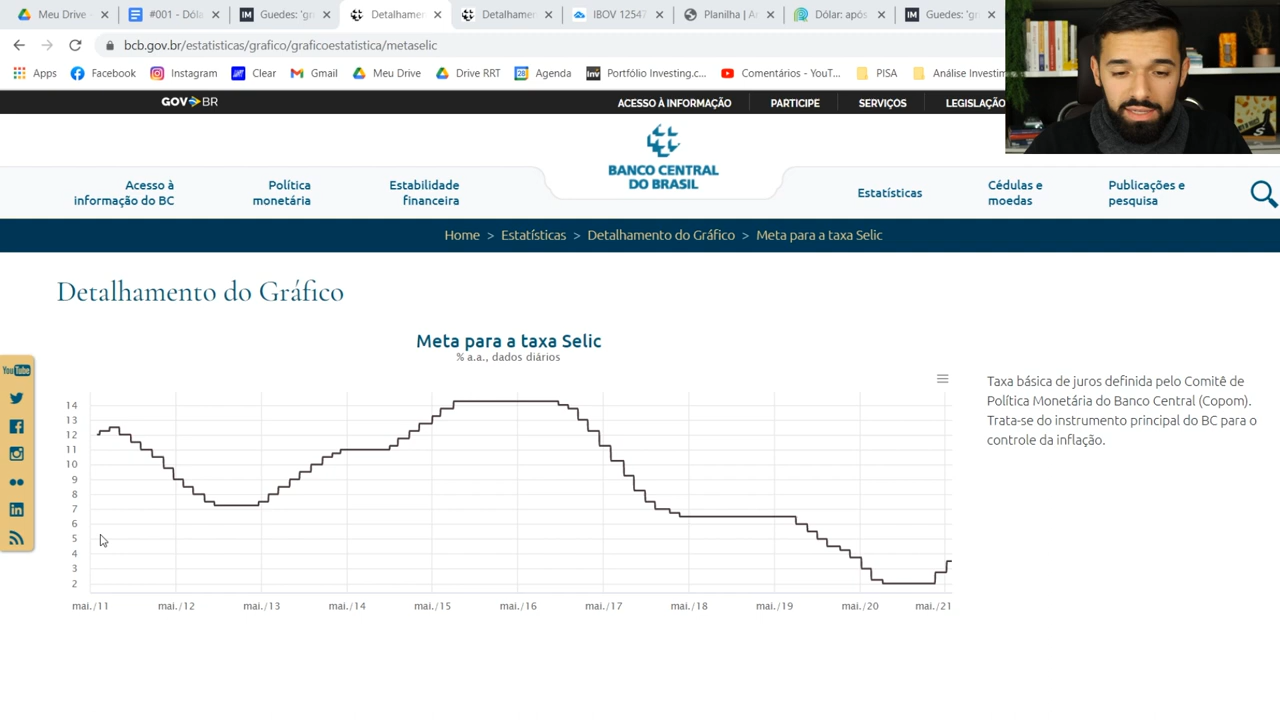 Meu Drive -
#001 - Dóla
Guedes: 'gr
Detalhamen
Detalhamen
IBOV 12547
Planilha | A
Dólar: após
Guedes: 'gr
bcb.gov.br/estatisticas/grafico/graficoestatistica/metaselic
Apps Facebook Instagram Clear Gmail Meu Drive Drive RRT Agenda Portfólio Investing.c... Comentários - YouT... PISA Análise Investim
GOV BR
ACESSO À INFORMAÇÃO PARTICIPE SERVIÇOS LEGISLAÇÃO
BANCO CENTRAL
DO BRASIL
Acesso à
informação do BC
Política
monetária
Estabilidade
financeira
Estatísticas
Cédulas e
moedas
Publicações e
pesquisa
Home > Estatísticas > Detalhamento do Gráfico > Meta para a taxa Selic
Detalhamento do Gráfico
Meta para a taxa Selic
% a.a., dados diários
YouTube
in
Taxa básica de juros definida pelo Comitê de
Política Monetária do Banco Central (Copom).
Trata-se do instrumento principal do BC para o
controle da inflação.
14
13
12
11
10
9
8
7
6
5
4
3
2
mai./11 mai./12 mai./13 mai./14 mai./15 mai./16 mai./17 mai./18 mai./19 mai./20 mai./21